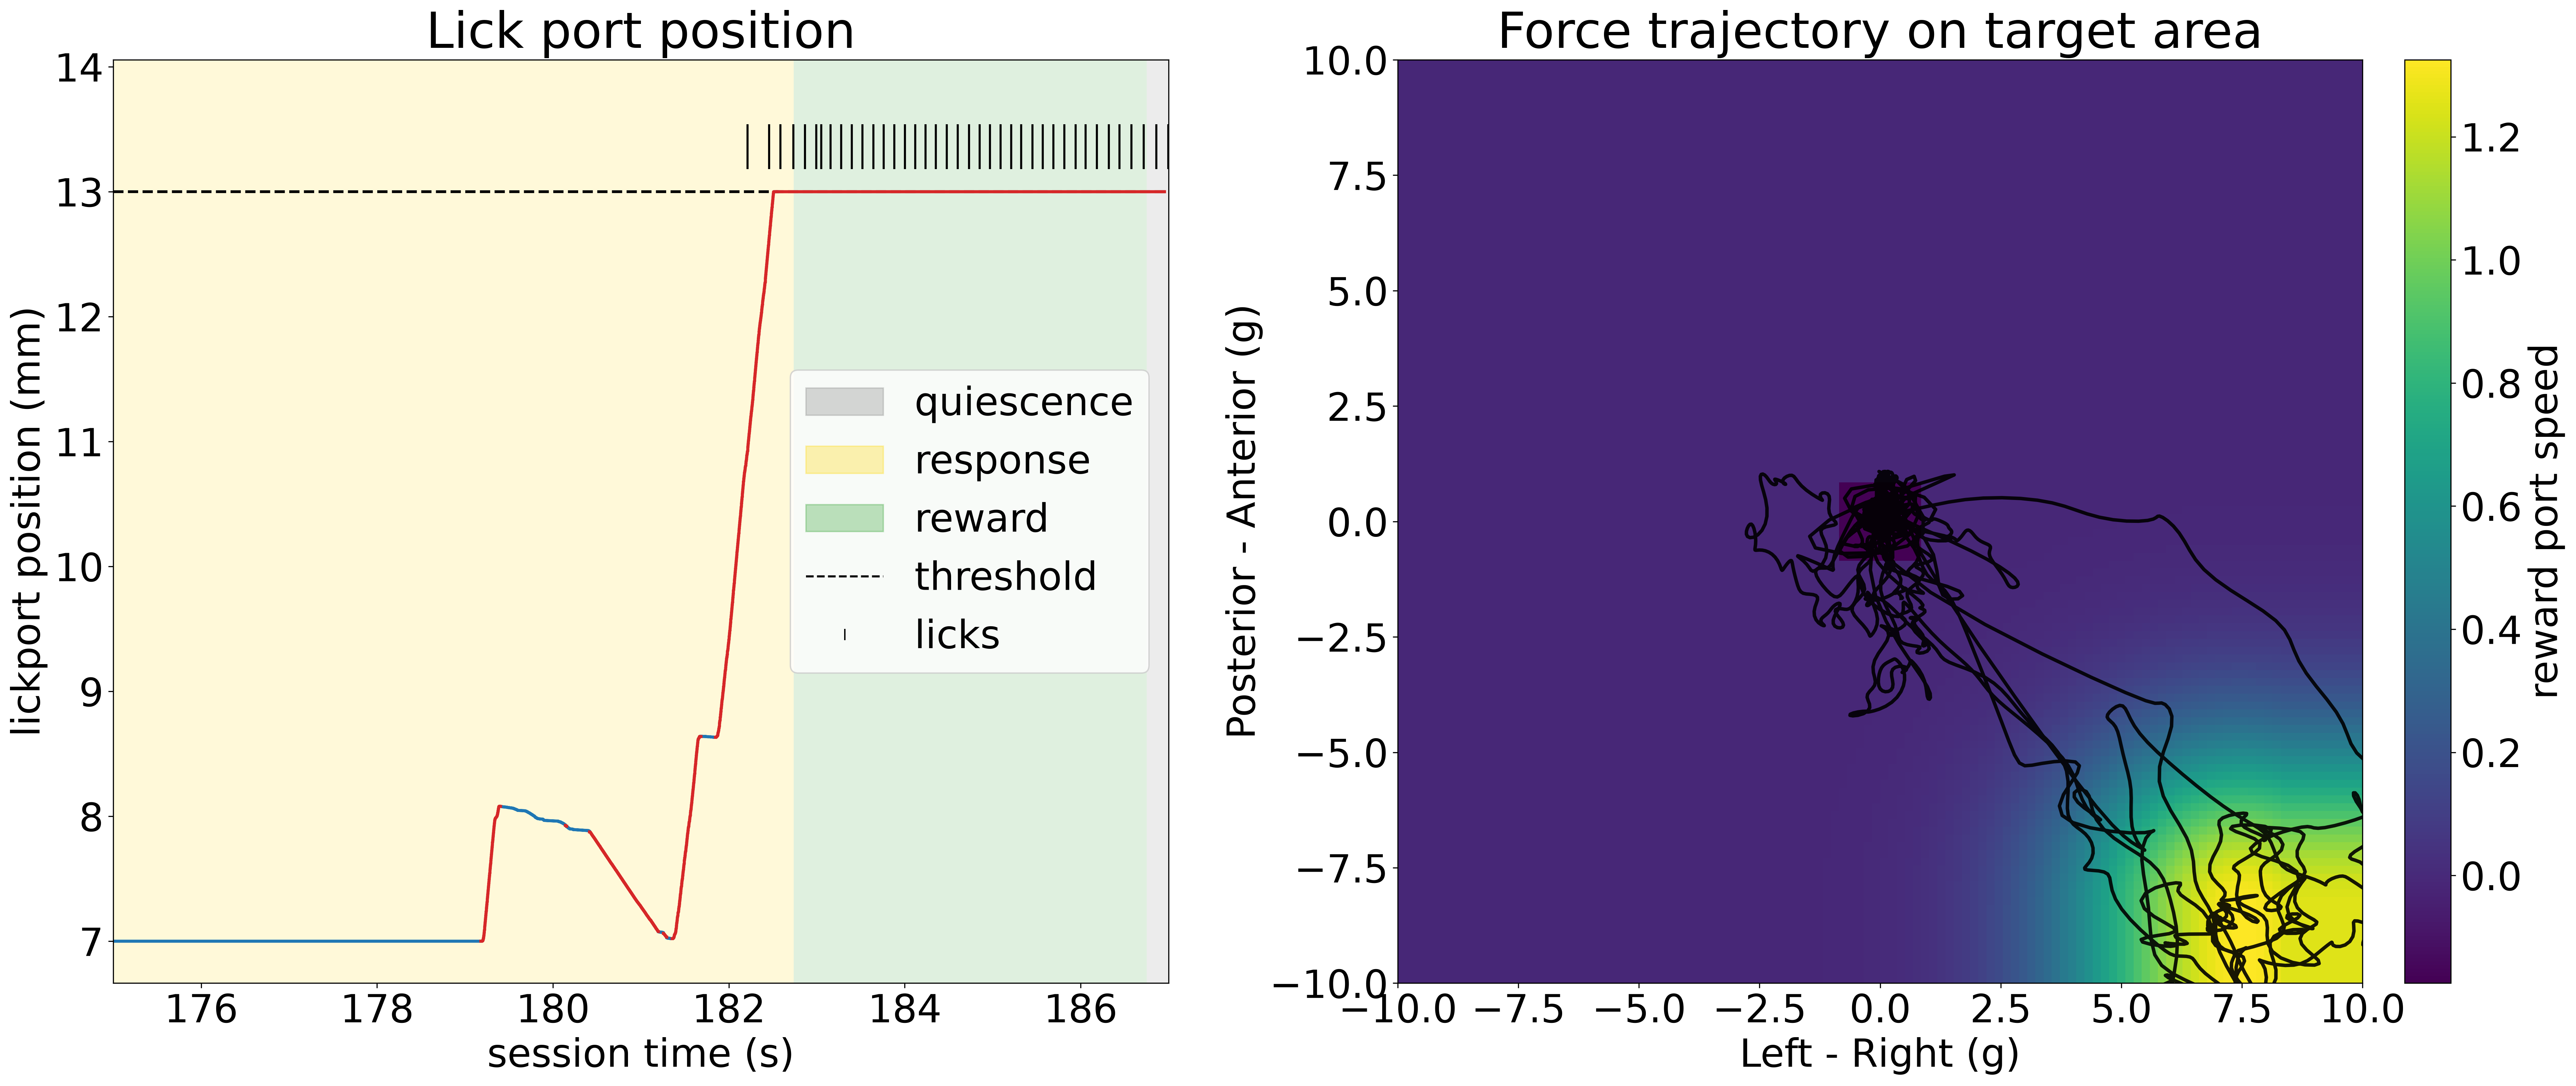 Lick port position
14
13
12
11
10
9
8
7
lickport position (mm)
176 178 180 182 184 186
session time (s)
quiescence
response
reward
threshold
licks
Force trajectory on target area
10.0
7.5
5.0
2.5
0.0
−2.5
−5.0
−7.5
−10.0
Posterior - Anterior (g)
−10.0 −7.5 −5.0 −2.5 0.0 2.5 5.0 7.5 10.0
Left - Right (g)
1.2
1.0
0.8
0.6
0.4
0.2
0.0
reward port speed